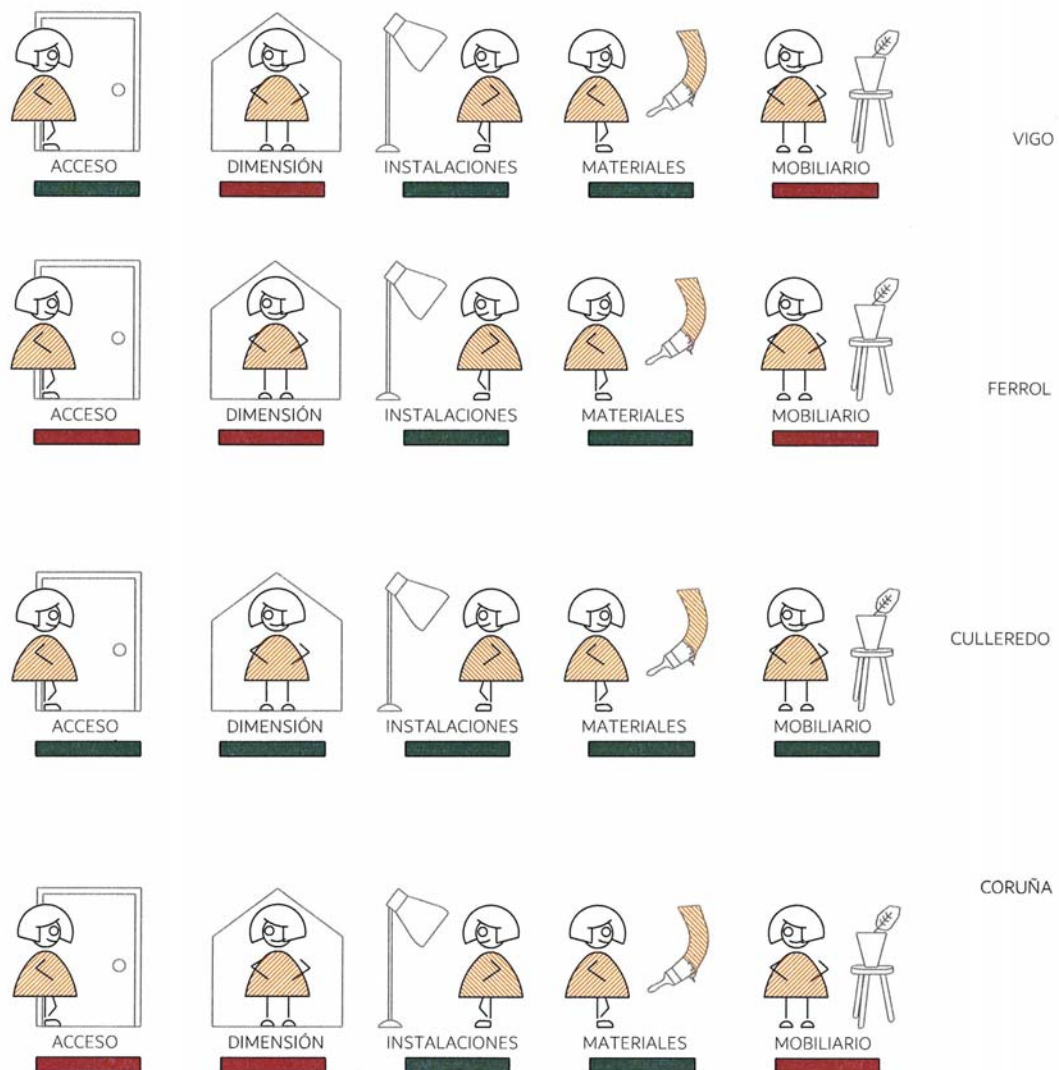 ACCESO DIMENSIÓN INSTALACIONES MATERIALES MOBILIARIO
VIGO
ACCESO DIMENSIÓN INSTALACIONES MATERIALES MOBILIARIO
FERROL
ACCESO DIMENSIÓN INSTALACIONES MATERIALES MOBILIARIO
CULLEREDO
ACCESO DIMENSIÓN INSTALACIONES MATERIALES MOBILIARIO
CORUÑA